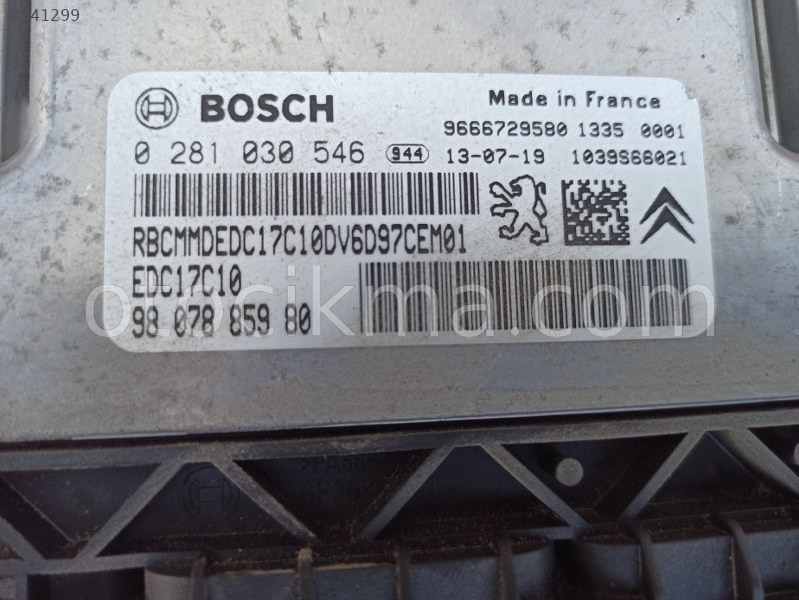 41299
BOSCH
Made in France
9666729580 1335 0001
0 281 030 546 944 13-07-19 1039S66021
RBCMMDEDC17C10DV6D97CEM01
EDC17C10
98 078 859 80
otocikma.com